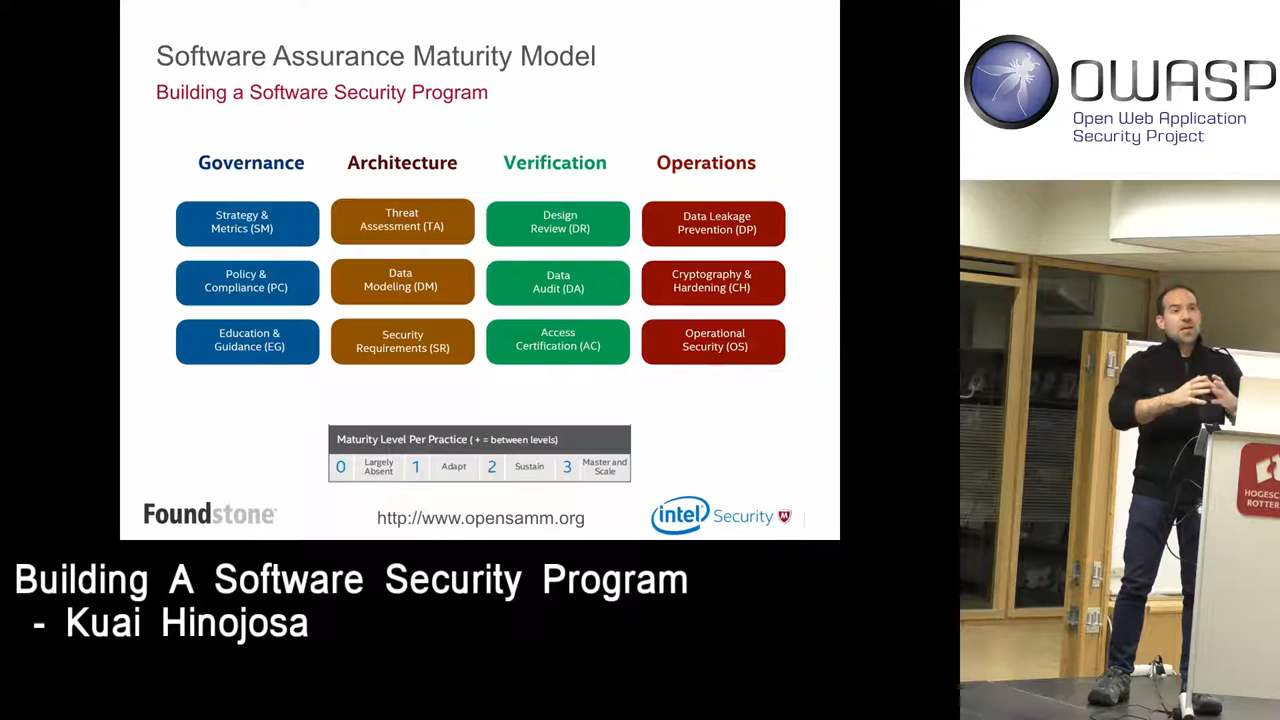 Software Assurance Maturity Model
Building a Software Security Program
Governance
Architecture
Verification
Operations
Strategy &
Metrics (SM)
Threat
Assessment (TA)
Design
Review (DR)
Data Leakage
Prevention (DP)
Policy &
Compliance (PC)
Data
Modeling (DM)
Data
Audit (DA)
Cryptography &
Hardening (CH)
Education &
Guidance (EG)
Security
Requirements (SR)
Access
Certification (AC)
Operational
Security (OS)
Maturity Level Per Practice ( + = between levels)
0 Largely Absent 1 Adapt 2 Sustain 3 Master and Scale
Foundstone
http://www.opensamm.org
intel Security
OWASP
Open Web Application
Security Project
HOGESC
ROTTER
Building A Software Security Program
- Kuai Hinojosa